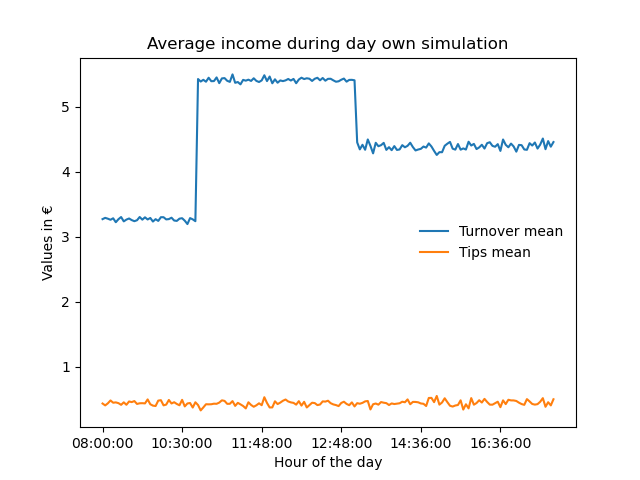 Average income during day own simulation
Values in €
5
4
3
2
1
Turnover mean
Tips mean
08:00:00 10:30:00 11:48:00 12:48:00 14:36:00 16:36:00
Hour of the day